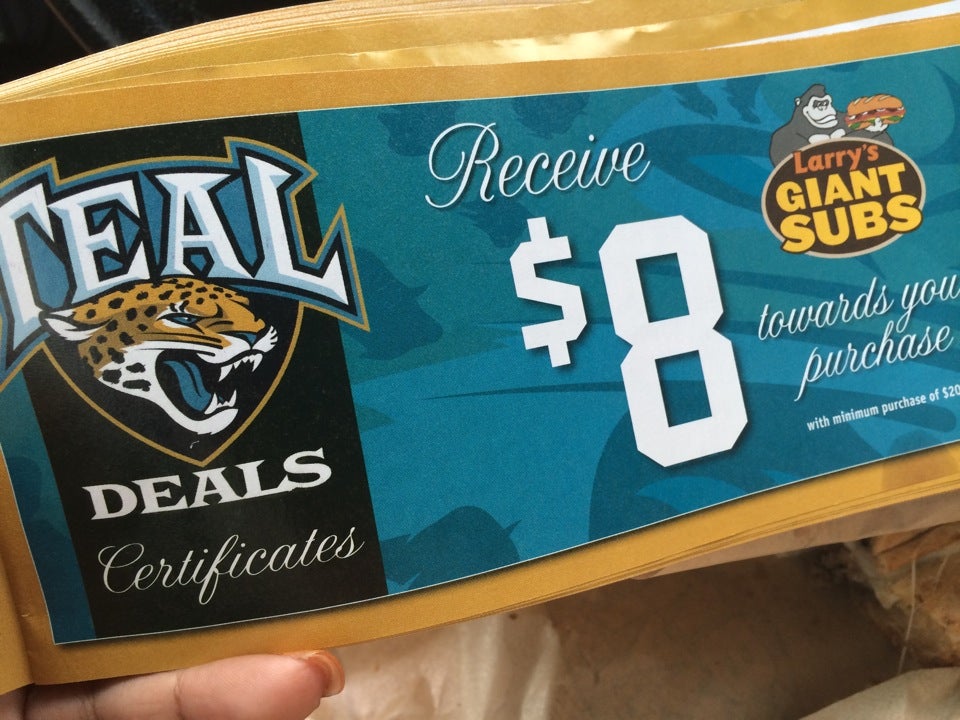 TEAL
DEALS
Certificates
Receive
$8
towards you
purchase
with minimum purchase of $20
Larry's
GIANT
SUBS